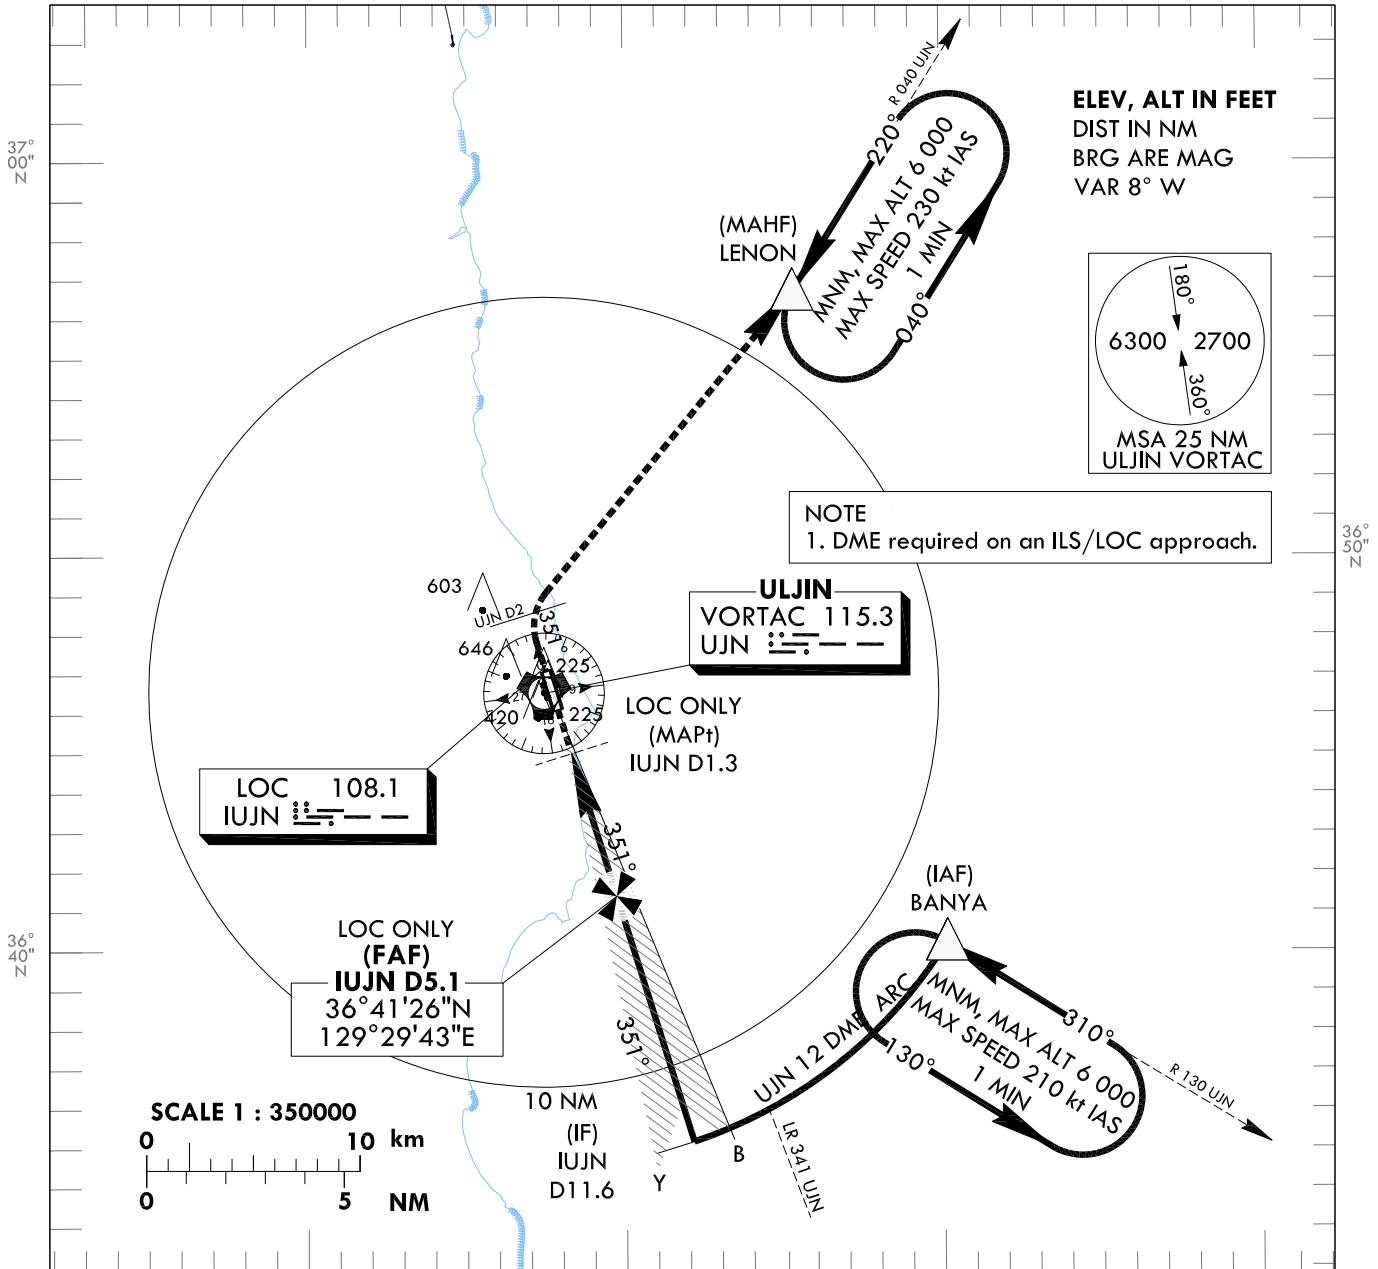 R 040 UJN
ELEV, ALT IN FEET
DIST IN NM
BRG ARE MAG
VAR 8° W
37°
00"
N
220°
MNM, MAX ALT 6 000
MAX SPEED 230 kt IAS
1 MIN
040°
(MAHF)
LENON
180°
6300 2700
360°
MSA 25 NM
ULJIN VORTAC
NOTE
1. DME required on an ILS/LOC approach.
36°
50"
N
603
UJN D2
351°
ULJIN
VORTAC 115.3
UJN
646
225
420
225
18
LOC ONLY
(MAPt)
IUJN D1.3
LOC 108.1
IUJN
351°
(IAF)
BANYA
36°
40"
N
LOC ONLY
(FAF)
IUJN D5.1
36°41'26"N
129°29'43"E
351°
UJN 12 DME ARC
MNM, MAX ALT 6 000
MAX SPEED 210 kt IAS
1 MIN
310°
130°
R 130 UJN
10 NM
(IF)
IUJN
D11.6
Y
B
LR 341 UJN
SCALE 1 : 350000
0 10 km
0 5 NM